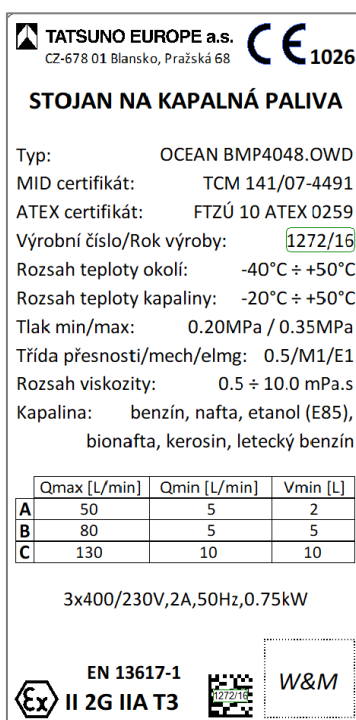 TATSUNO EUROPE a.s.
CZ-678 01 Blansko, Pražská 68
CE 1026
STOJAN NA KAPALNÁ PALIVA
Typ: OCEAN BMP4048.OWD
MID certifikát: TCM 141/07-4491
ATEX certifikát: FTZÚ 10 ATEX 0259
Výrobní číslo/Rok výroby: 1272/16
Rozsah teploty okolí: -40°C ÷ +50°C
Rozsah teploty kapaliny: -20°C ÷ +50°C
Tlak min/max: 0.20MPa / 0.35MPa
Třída přesnosti/mech/elmg: 0.5/M1/E1
Rozsah viskozity: 0.5 ÷ 10.0 mPa.s
Kapalina: benzín, nafta, etanol (E85),
bionafta, kerosin, letecký benzín
Qmax [L/min] Qmin [L/min] Vmin [L]
A 50 5 2
B 80 5 5
C 130 10 10
3x400/230V,2A,50Hz,0.75kW
EN 13617-1
Ex II 2G IIA T3
1272/16
W&M